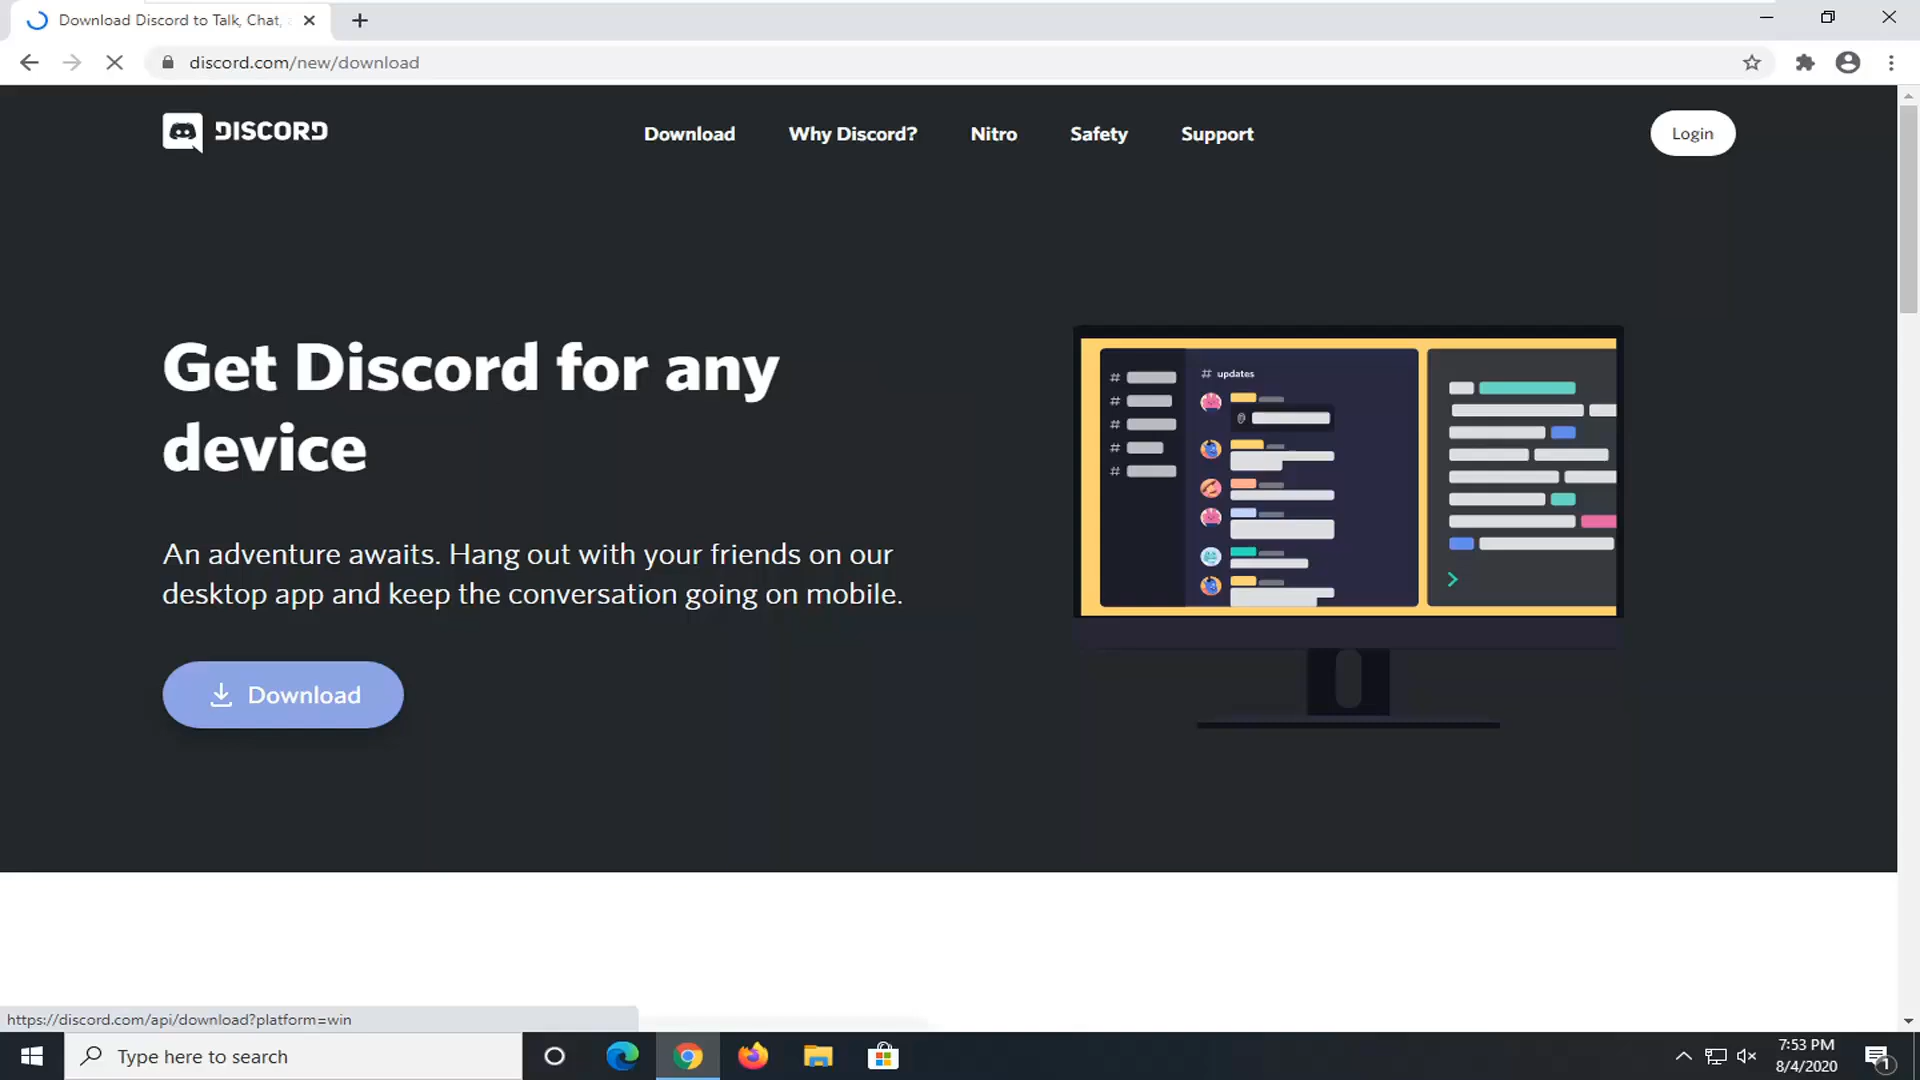 Download Discord to Talk, Chat,
discord.com/new/download
DISCORD
Download
Why Discord?
Nitro
Safety
Support
Login
Get Discord for any
device
An adventure awaits. Hang out with your friends on our
desktop app and keep the conversation going on mobile.
Download
# updates
#
#
#
#
#
@
https://discord.com/api/download?platform=win
Type here to search
7:53 PM
8/4/2020
1